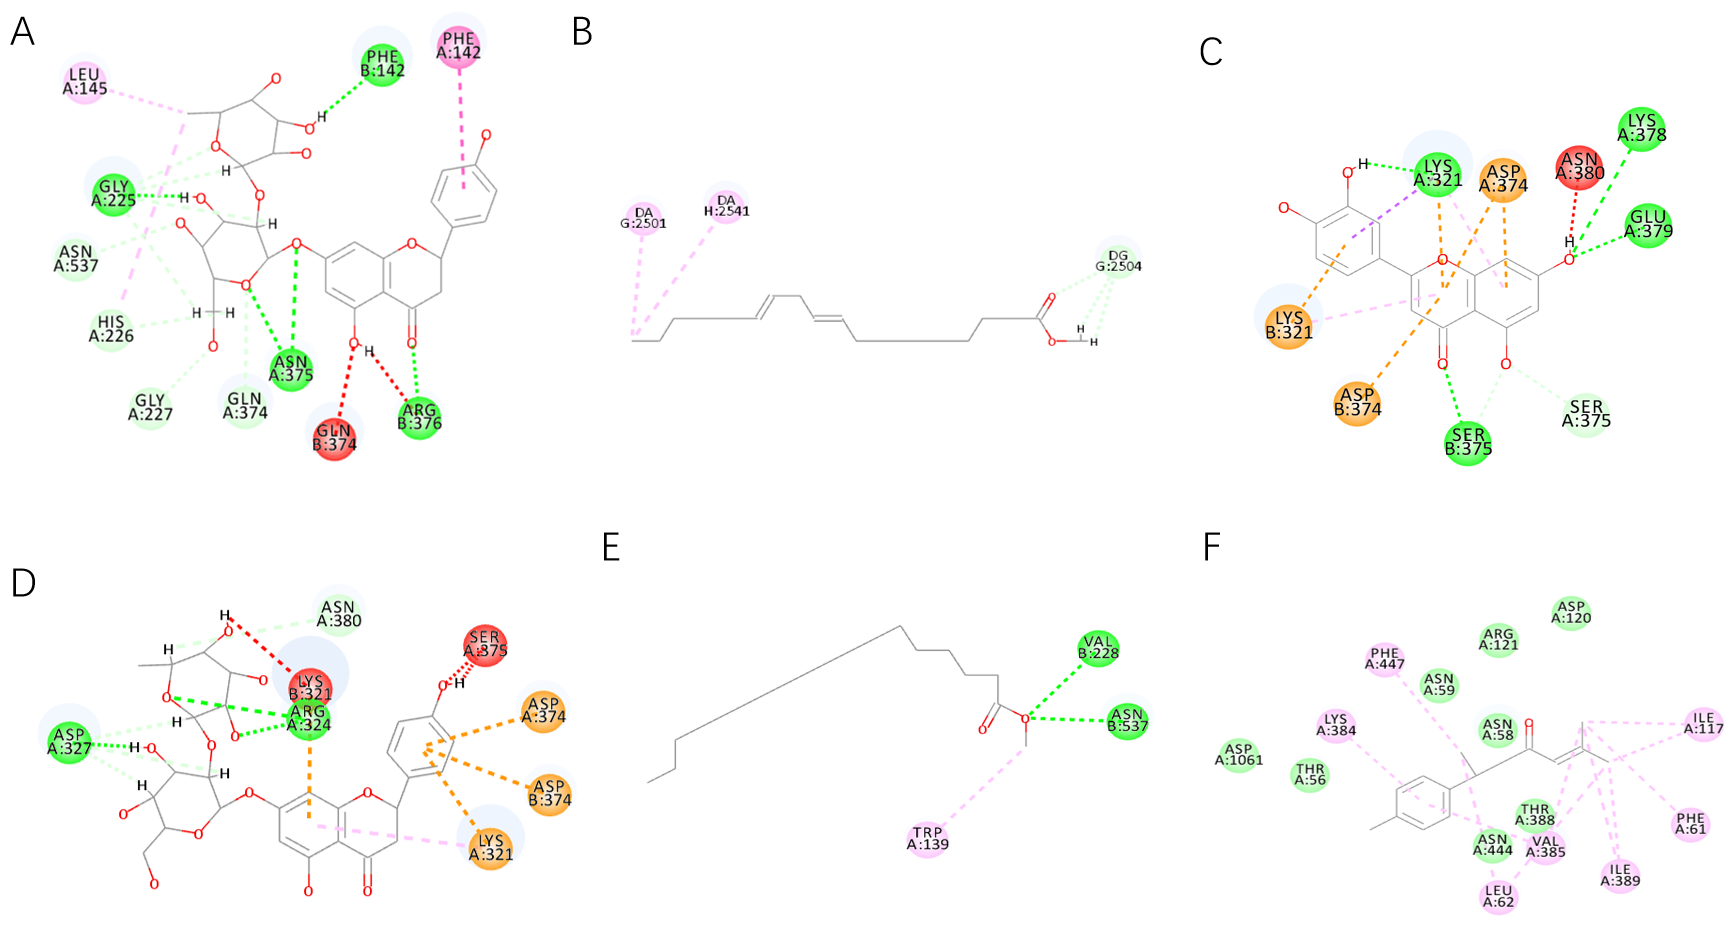 A
LEU
A:145
PHE
B:142
PHE
A:142
O
H
O
O
O
H
GLY
A:225
H
O
O
H
O
ASN
A:537
O
O
O
O
HIS
A:226
H
H
O
O
H
O
GLY
A:227
GLN
A:374
ASN
A:375
GLN
B:374
ARG
B:376
B
DA
G:2501
DA
H:2541
DG
G:2504
O
O
H
H
C
LYS
A:378
LYS
A:321
ASP
A:374
ASN
A:380
H
O
O
GLU
A:379
H
O
O
LYS
B:321
O
O
ASP
B:374
SER
B:375
SER
A:375
D
ASN
A:380
H
O
H
SER
A:375
LYS
B:321
O
O
H
O
ARG
A:324
H
O
ASP
A:327
H
O
O
ASP
A:374
H
H
O
O
O
O
ASP
B:374
LYS
A:321
O
O
O
E
VAL
B:228
O
O
ASN
B:537
TRP
A:139
F
ASP
A:120
ARG
A:121
PHE
A:447
ASN
A:59
LYS
A:384
ASN
A:58
O
ILE
A:117
ASP
A:1061
THR
A:56
THR
A:388
PHE
A:61
ASN
A:444
VAL
A:385
ILE
A:389
LEU
A:62